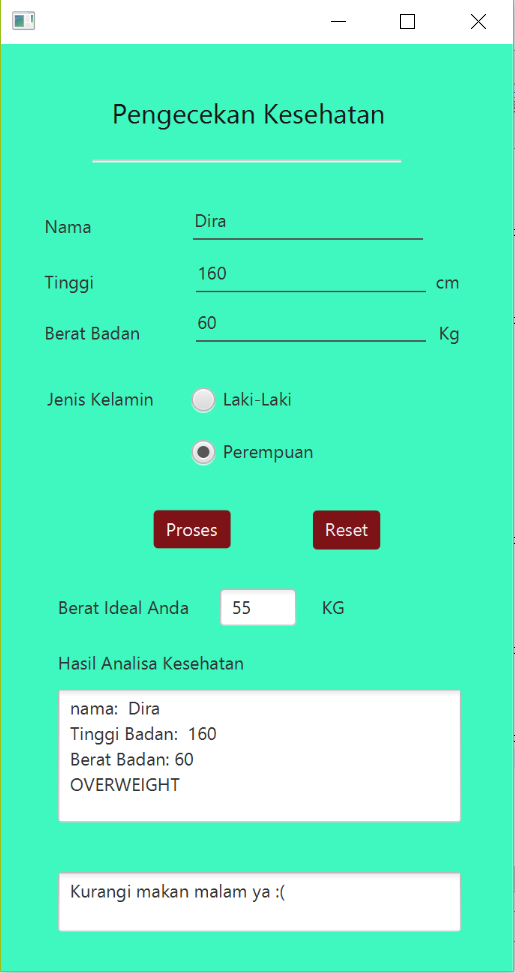 Pengecekan Kesehatan
Nama Dira
Tinggi 160 cm
Berat Badan 60 Kg
Jenis Kelamin Laki-Laki
Perempuan
Proses Reset
Berat Ideal Anda 55 KG
Hasil Analisa Kesehatan
nama:  Dira
Tinggi Badan:  160
Berat Badan: 60
OVERWEIGHT
Kurangi makan malam ya :(